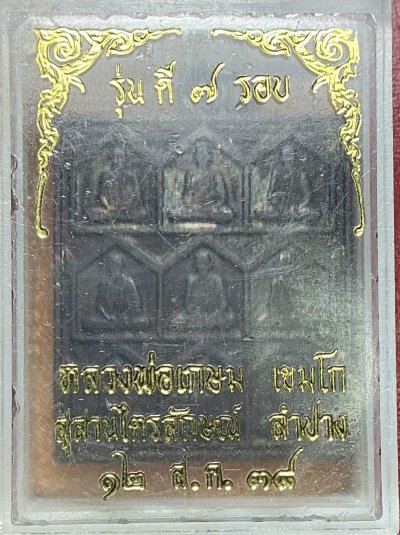 รุ่น ดี ๗ รอบ
หลวงพ่อเกษม เขมโก
สุสานไตรลักษณ์ ลำปาง
๑๒ ส.ค. ๓๘